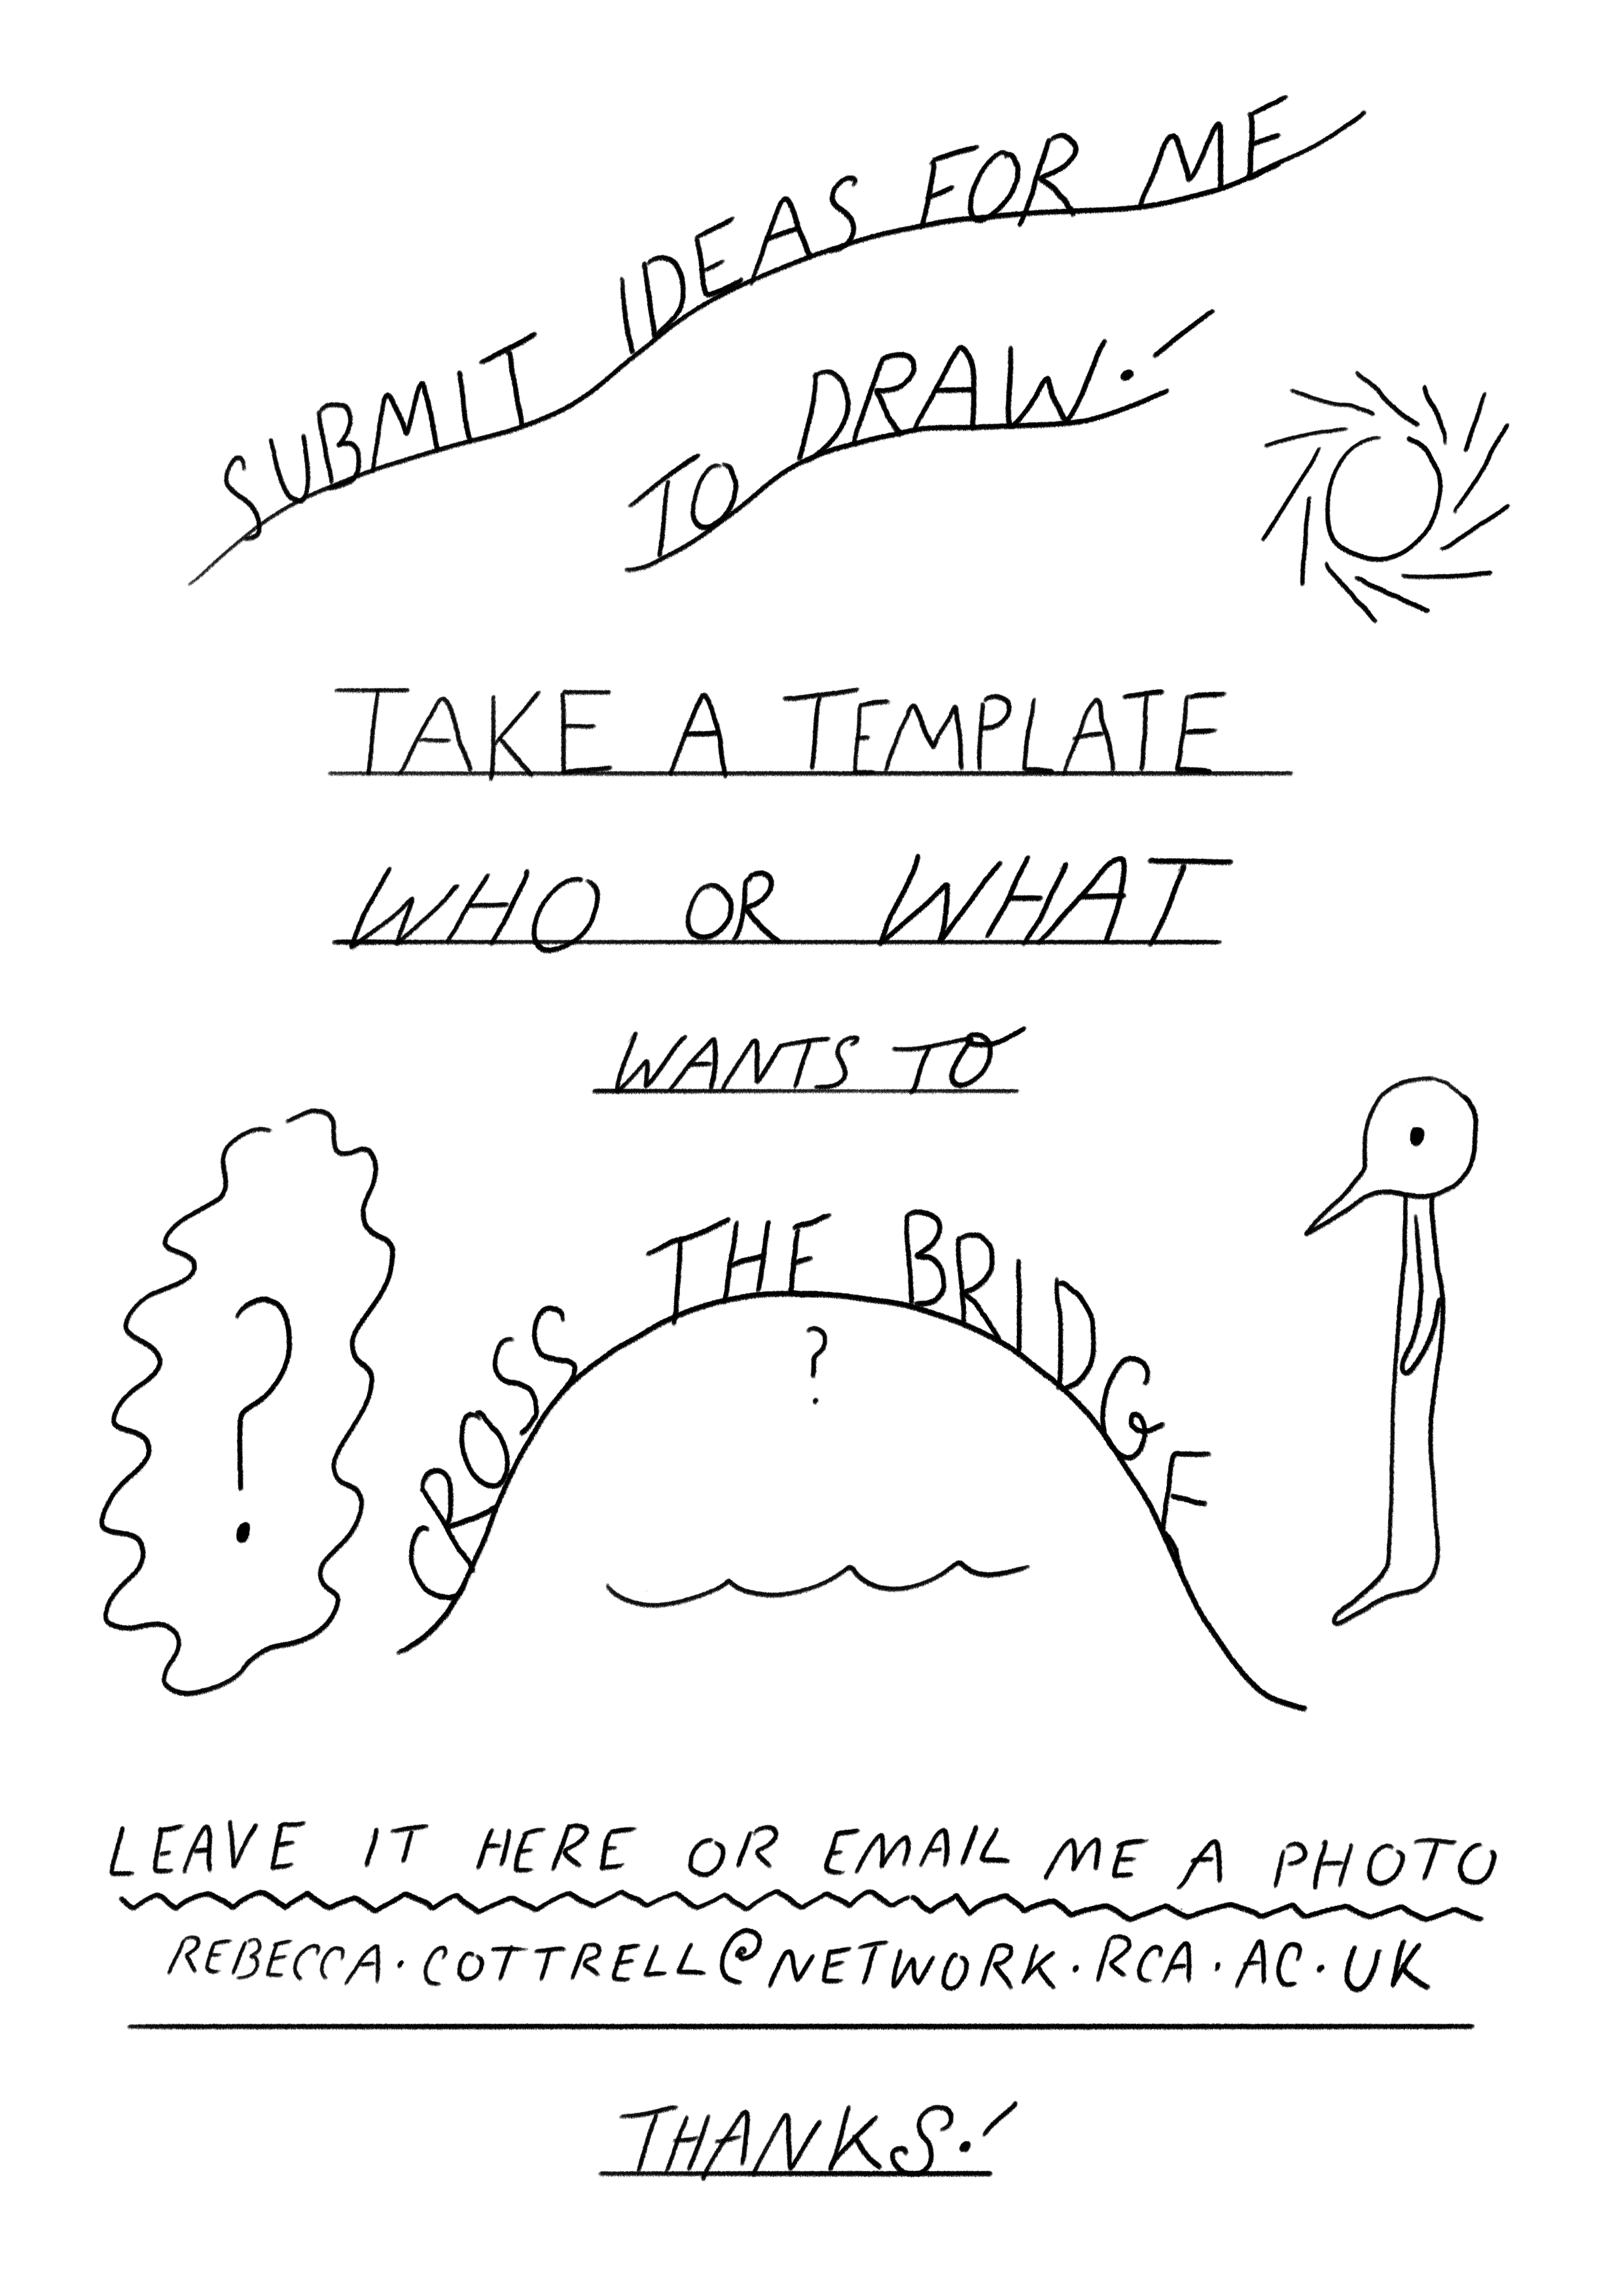 SUBMIT IDEAS FOR ME
TO DRAW!
TAKE A TEMPLATE
WHO OR WHAT
WANTS TO
CROSS THE BRIDGE
?
?
LEAVE IT HERE OR EMAIL ME A PHOTO
REBECCA.COTTRELL@NETWORK.RCA.AC.UK
THANKS!